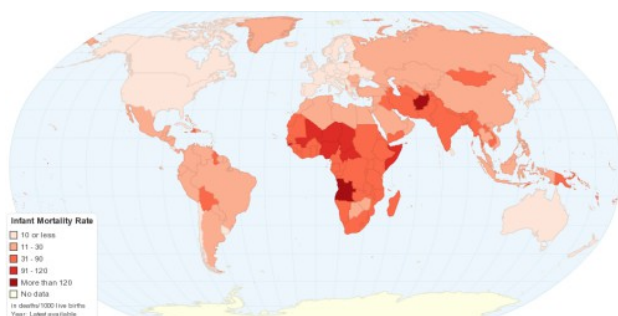 Infant Mortality Rate
10 or less
11 - 30
31 - 90
91 - 120
More than 120
No data
in deaths/1000 live births
Year: Latest available